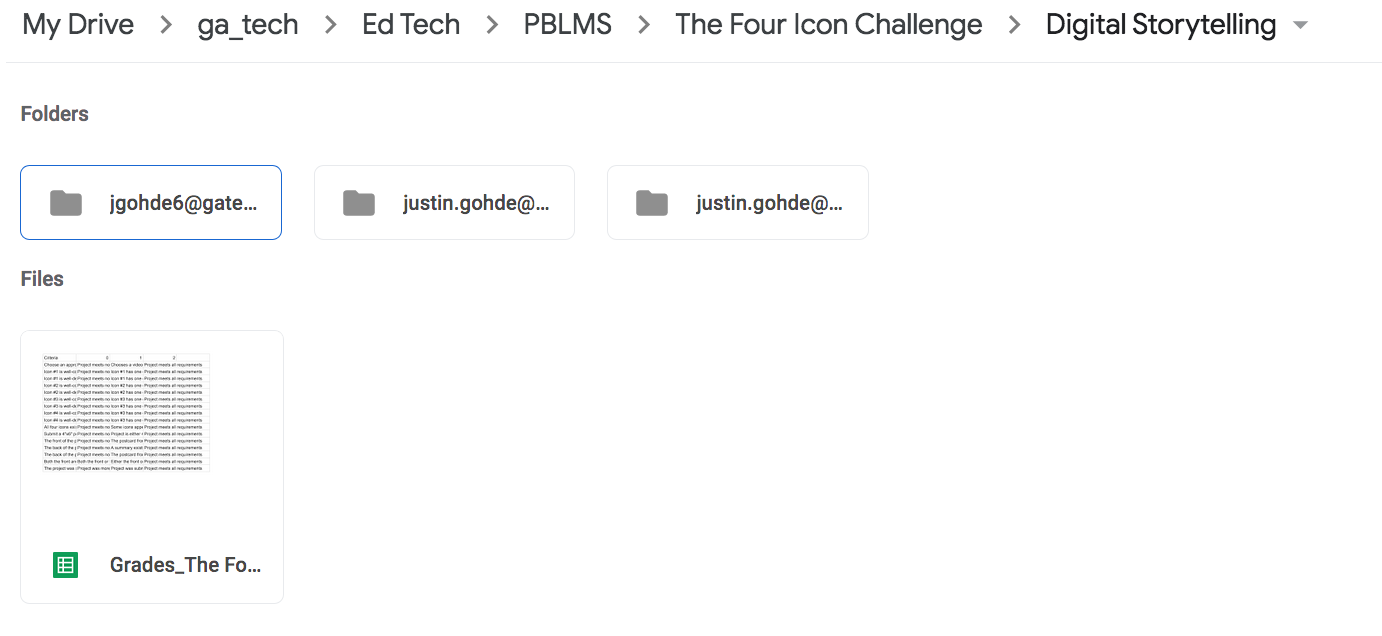 My Drive > ga_tech > Ed Tech > PBLMS > The Four Icon Challenge > Digital Storytelling
Folders
jgohde6@gate...
justin.gohde@...
justin.gohde@...
Files
Criteria 0 1 2
Choose an appr Project meets no Chooses a video Project meets all requirements
Icon #1 is well-c Project meets no Icon #1 has one Project meets all requirements
Icon #1 is well-d Project meets no Icon #1 has one Project meets all requirements
Icon #2 is well-c Project meets no Icon #2 has one Project meets all requirements
Icon #2 is well-d Project meets no Icon #2 has one Project meets all requirements
Icon #3 is well-c Project meets no Icon #3 has one Project meets all requirements
Icon #3 is well-d Project meets no Icon #3 has one Project meets all requirements
Icon #4 is well-c Project meets no Icon #3 has one Project meets all requirements
Icon #4 is well-d Project meets no Icon #3 has one Project meets all requirements
All four icons Project meets no Some icons appe Project meets all requirements
Submit a 4"x6" p Project meets no Project is either Project meets all requirements
The front of the p Project meets no The postcard fro Project meets all requirements
The back of the p Project meets no A summary exist Project meets all requirements
The back of the p Project meets no The postcard Project meets all requirements
Both the front an Both the front or Either the front Project meets all requirements
The project was Project was more Project was sub Project meets all requirements
Grades_The Fo...